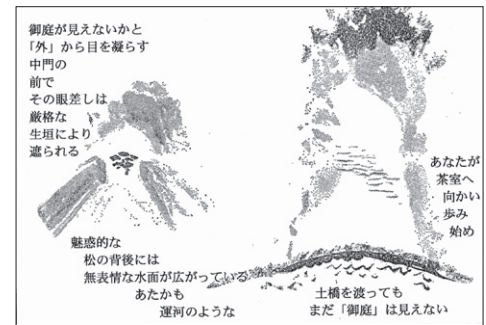 御庭が見えないかと
「外」から目を凝らす
中門の
前で
その眼差しは
厳格な
生垣により
遮られる
魅惑的な
松の背後には
無表情な水面が広がっている
あたかも
運河のような
あなたが
茶室へ
向かい
歩み
始め
土橋を渡っても
まだ「御庭」は見えない